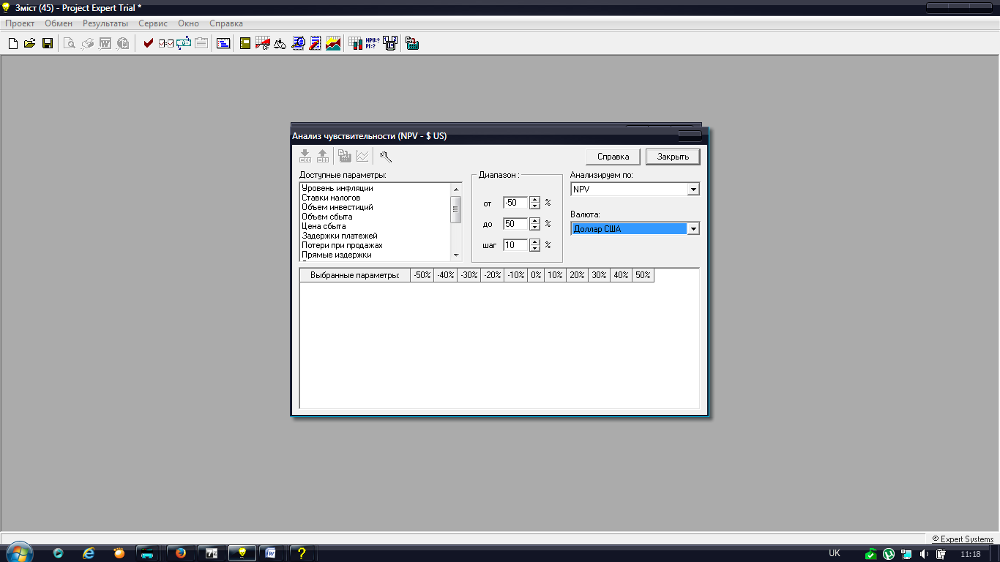 Зміст (45) - Project Expert Trial *
Проект Обмен Результаты Сервис Окно Справка
Анализ чувствительности (NPV - $ US)
Справка Закрыть
Доступные параметры:
Уровень инфляции
Ставки налогов
Объем инвестиций
Объем сбыта
Цена сбыта
Задержки платежей
Потери при продажах
Прямые издержки
Диапазон :
от -50 %
до 50 %
шаг 10 %
Анализируем по:
NPV
Валюта:
Доллар США
Выбранные параметры: -50% -40% -30% -20% -10% 0% 10% 20% 30% 40% 50%
© Expert Systems
UK 11:18